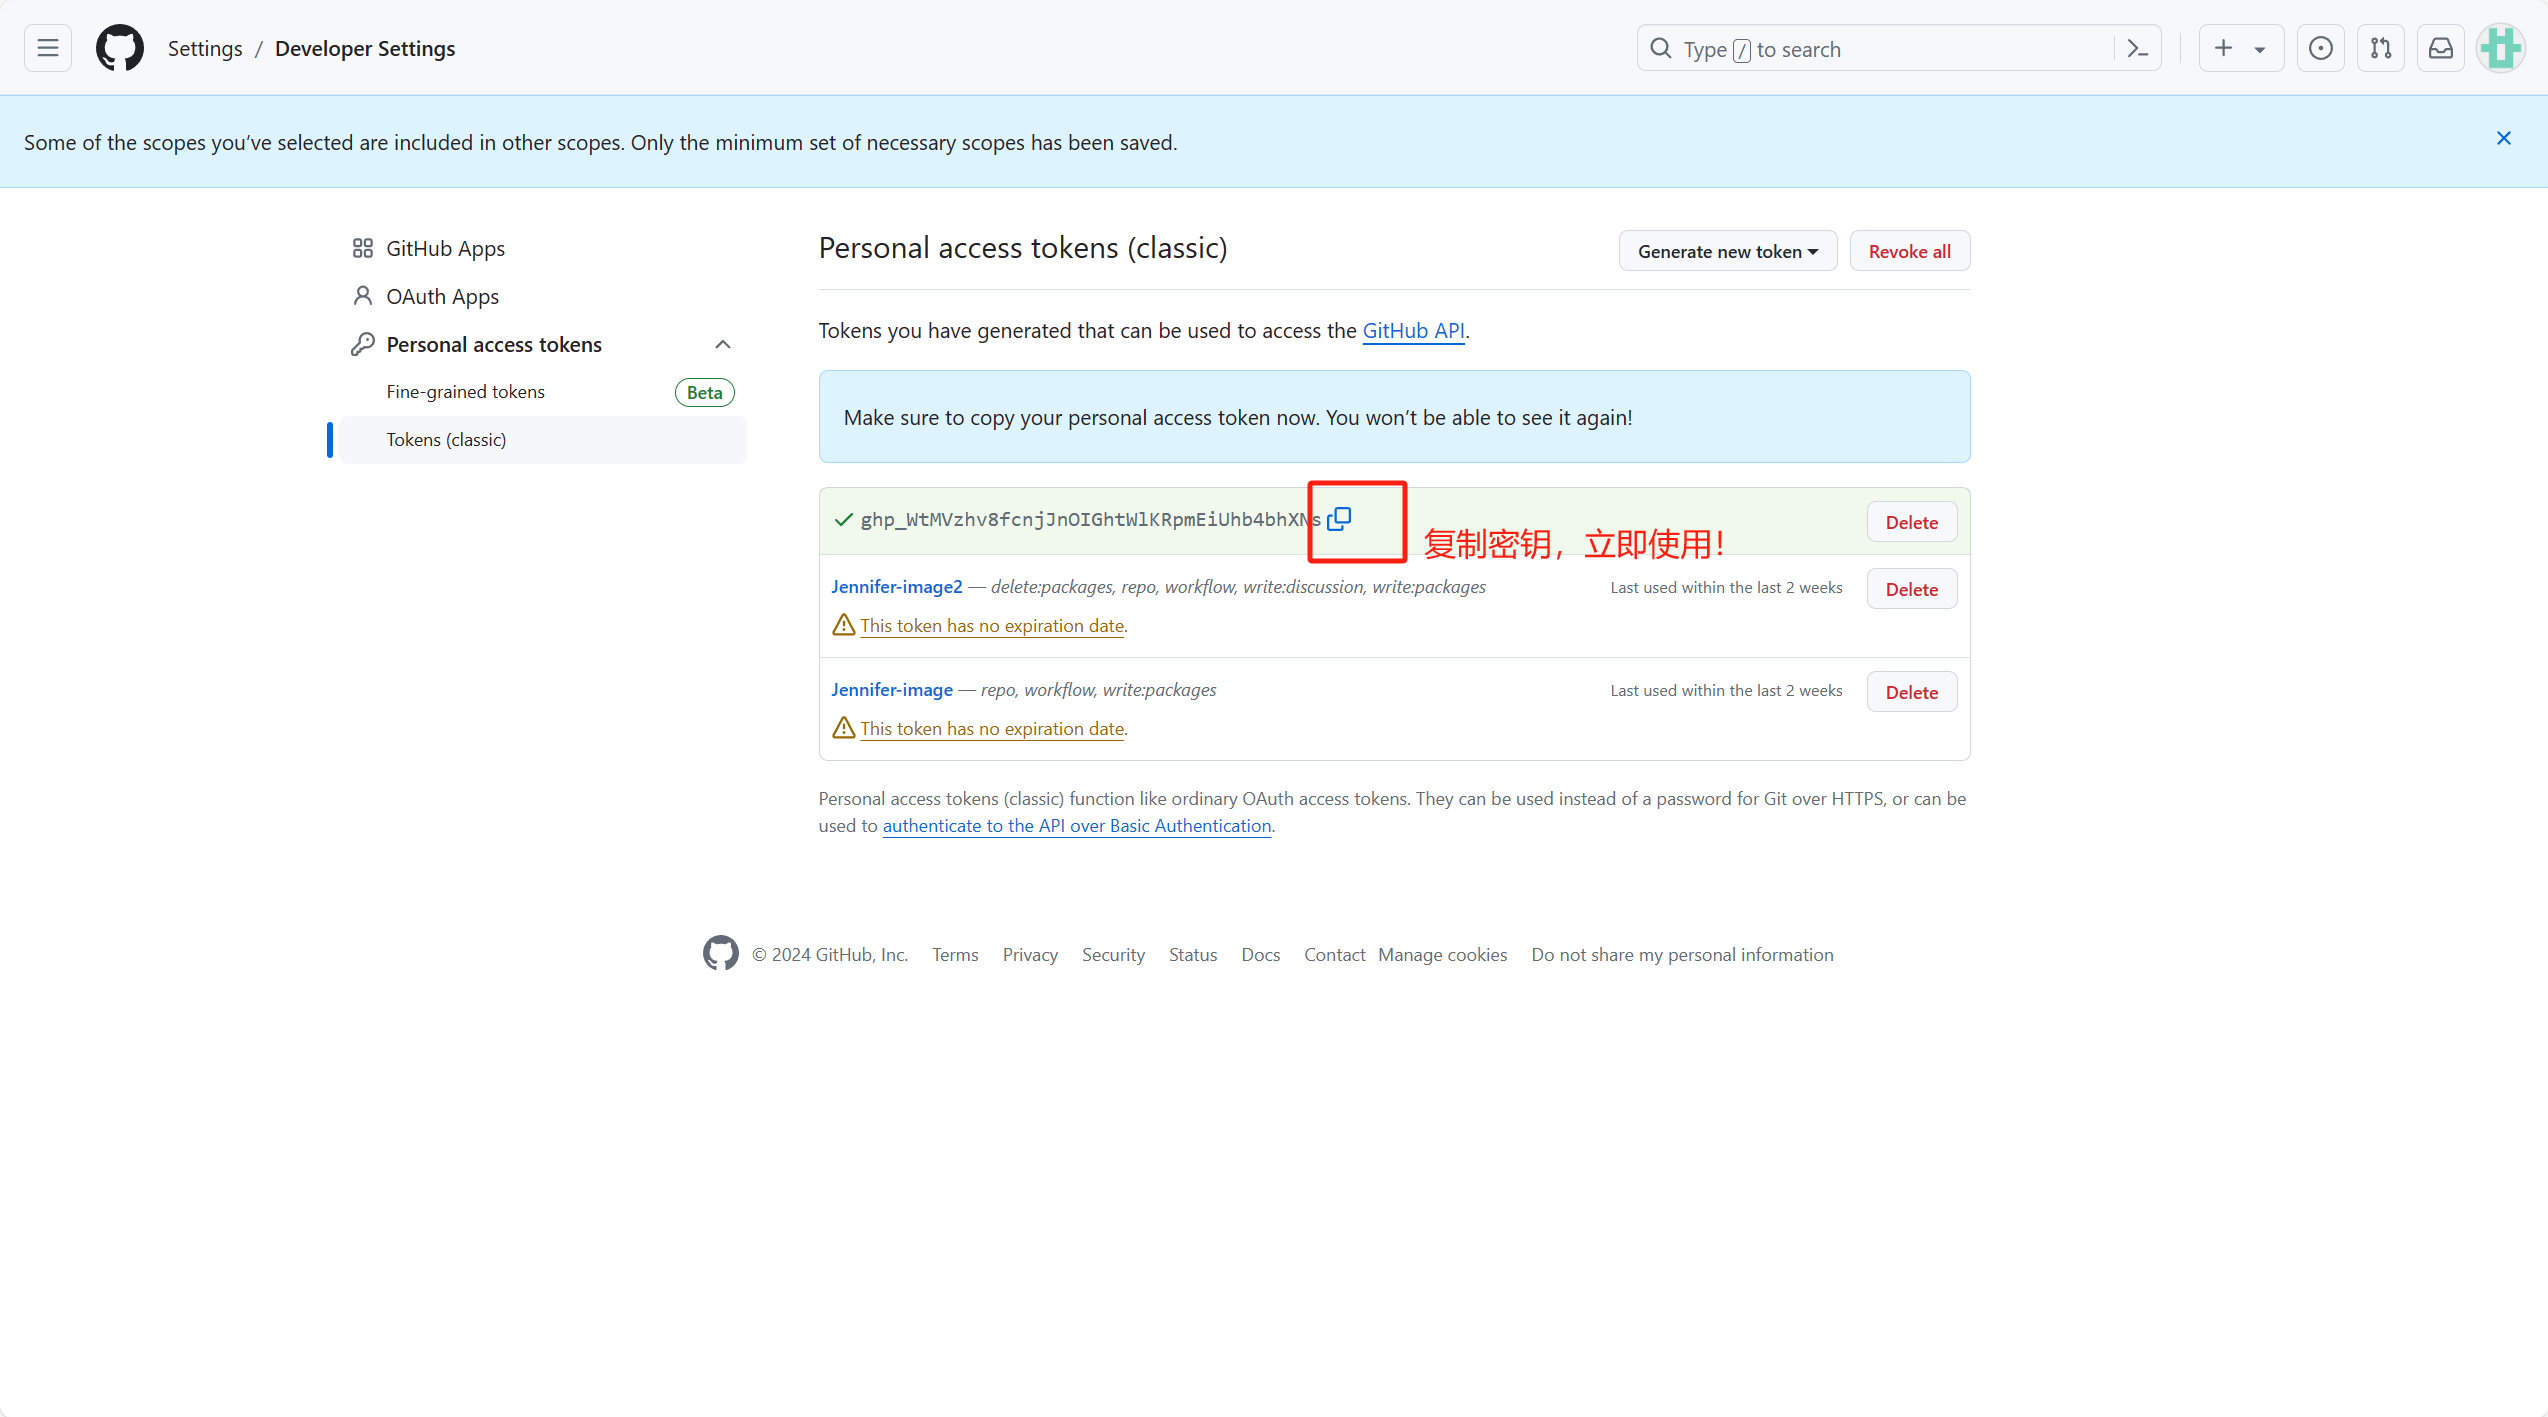 Settings / Developer Settings
Type / to search
Some of the scopes you’ve selected are included in other scopes. Only the minimum set of necessary scopes has been saved.
GitHub Apps
OAuth Apps
Personal access tokens
Fine-grained tokens Beta
Tokens (classic)
Personal access tokens (classic)
Generate new token
Revoke all
Tokens you have generated that can be used to access the GitHub API.
Make sure to copy your personal access token now. You won’t be able to see it again!
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
Delete
复制密钥，立即使用！
Jennifer-image2 — delete:packages, repo, workflow, write:discussion, write:packages
Last used within the last 2 weeks
Delete
This token has no expiration date.
Jennifer-image — repo, workflow, write:packages
Last used within the last 2 weeks
Delete
This token has no expiration date.
Personal access tokens (classic) function like ordinary OAuth access tokens. They can be used instead of a password for Git over HTTPS, or can be
used to authenticate to the API over Basic Authentication.
© 2024 GitHub, Inc. Terms Privacy Security Status Docs Contact Manage cookies Do not share my personal information